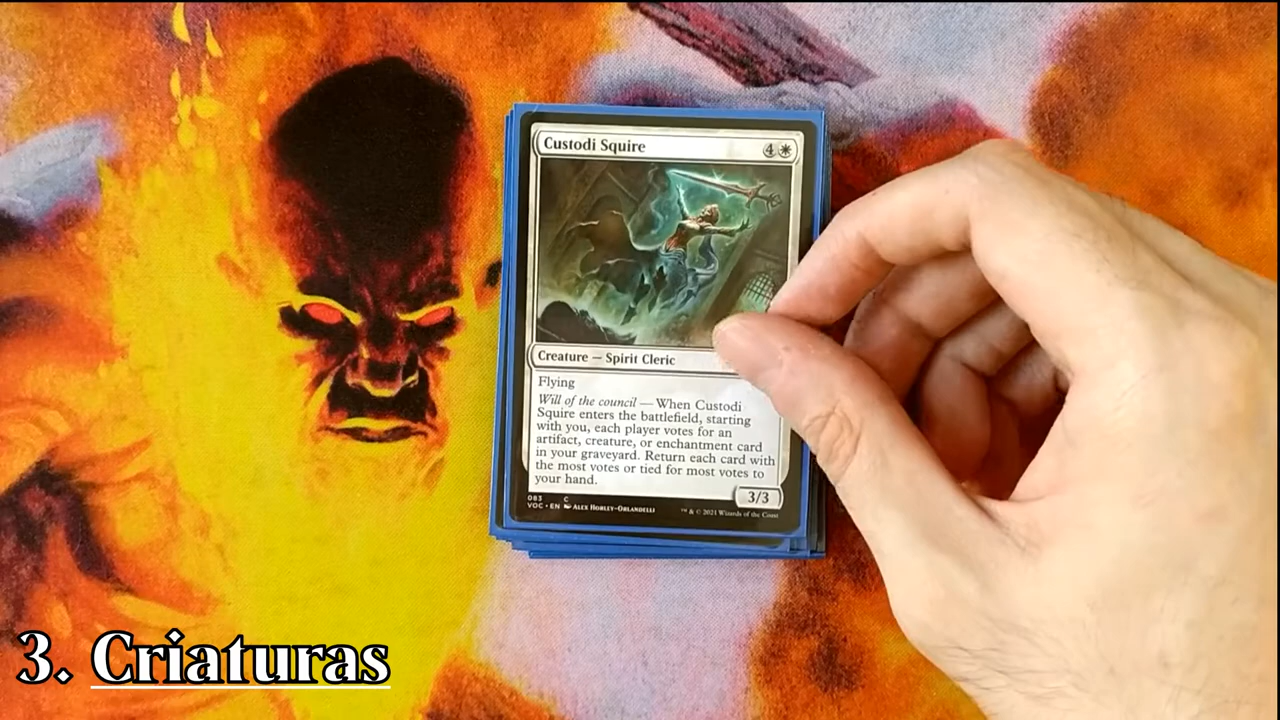 Custodi Squire 4
Creature — Spirit Cleric
Flying
Will of the council — When Custodi
Squire enters the battlefield, starting
with you, each player votes for an
artifact, creature, or enchantment card
in your graveyard. Return each card with
the most votes or tied for most votes to
your hand.
3/3
083 C
VOC • EN Alex Horley-Orlandelli ™ & © 2021 Wizards of the Coast
3. Criaturas